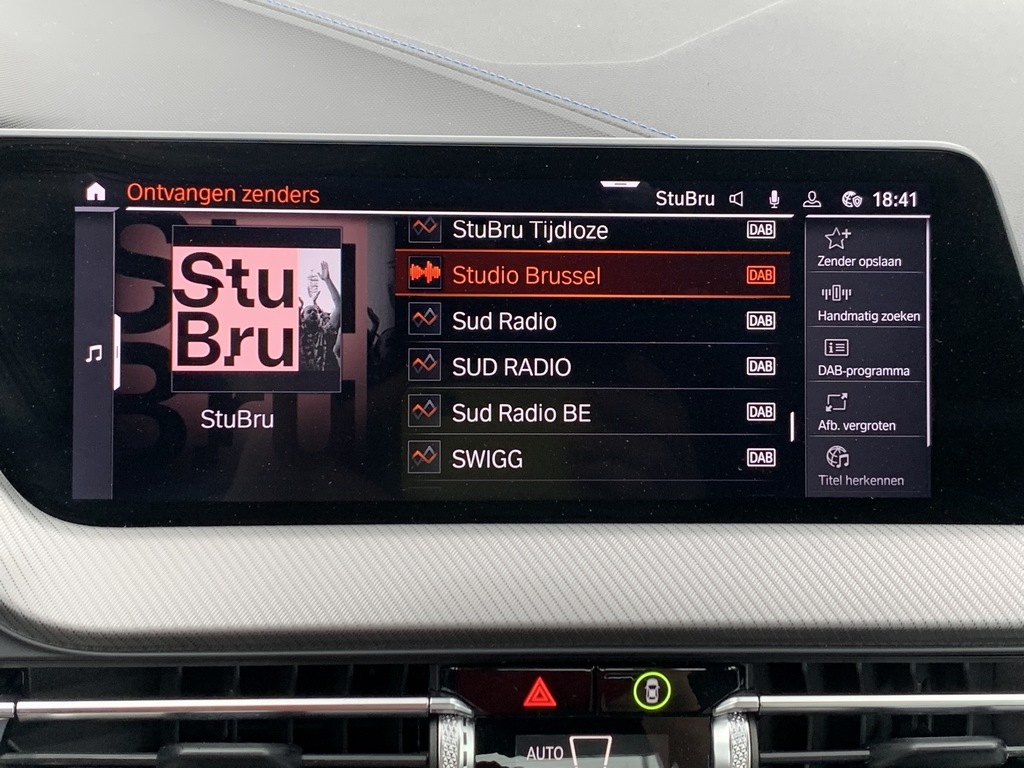 Ontvangen zenders
StuBru
18:41
Stu
Bru
StuBru
StuBru Tijdloze DAB
Studio Brussel DAB
Sud Radio DAB
SUD RADIO DAB
Sud Radio BE DAB
SWIGG DAB
Zender opslaan
Handmatig zoeken
DAB-programma
Afb. vergroten
Titel herkennen
AUTO